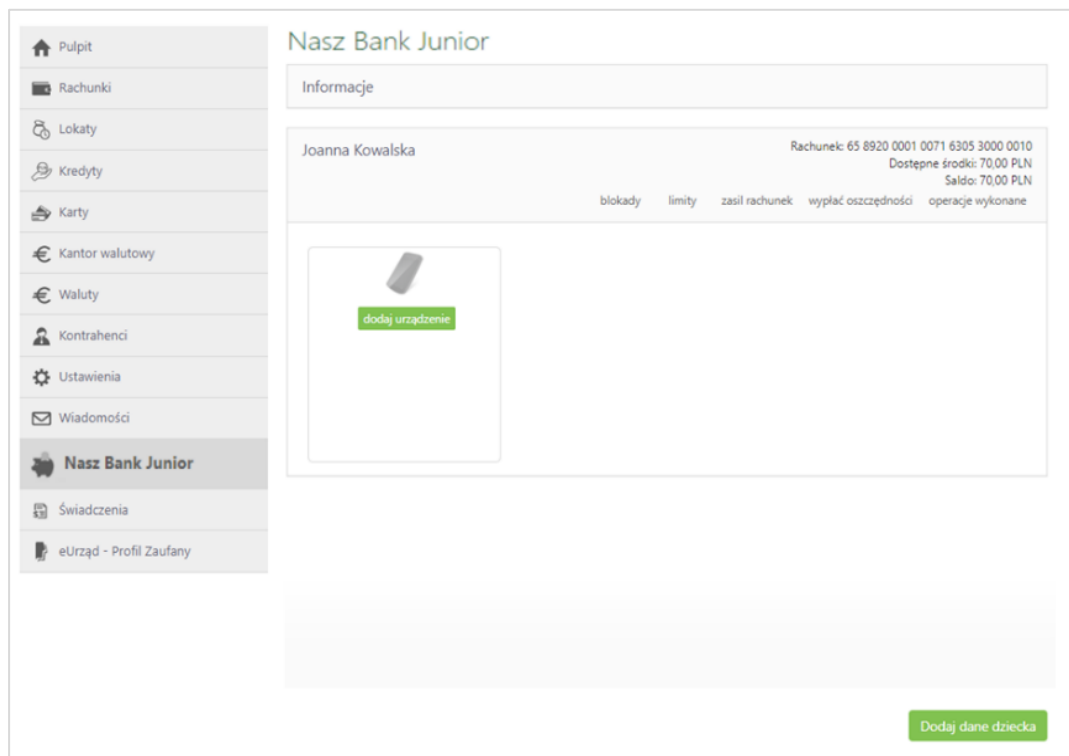 Pulpit
Rachunki
Lokaty
Kredyty
Karty
Kantor walutowy
Waluty
Kontrahenci
Ustawienia
Wiadomości
Nasz Bank Junior
Świadczenia
eUrząd - Profil Zaufany
Nasz Bank Junior
Informacje
Joanna Kowalska
Rachunek: 65 8920 0001 0071 6305 3000 0010
Dostępne środki: 70,00 PLN
Saldo: 70,00 PLN
blokady limity zasil rachunek wypłać oszczędności operacje wykonane
dodaj urządzenie
Dodaj dane dziecka